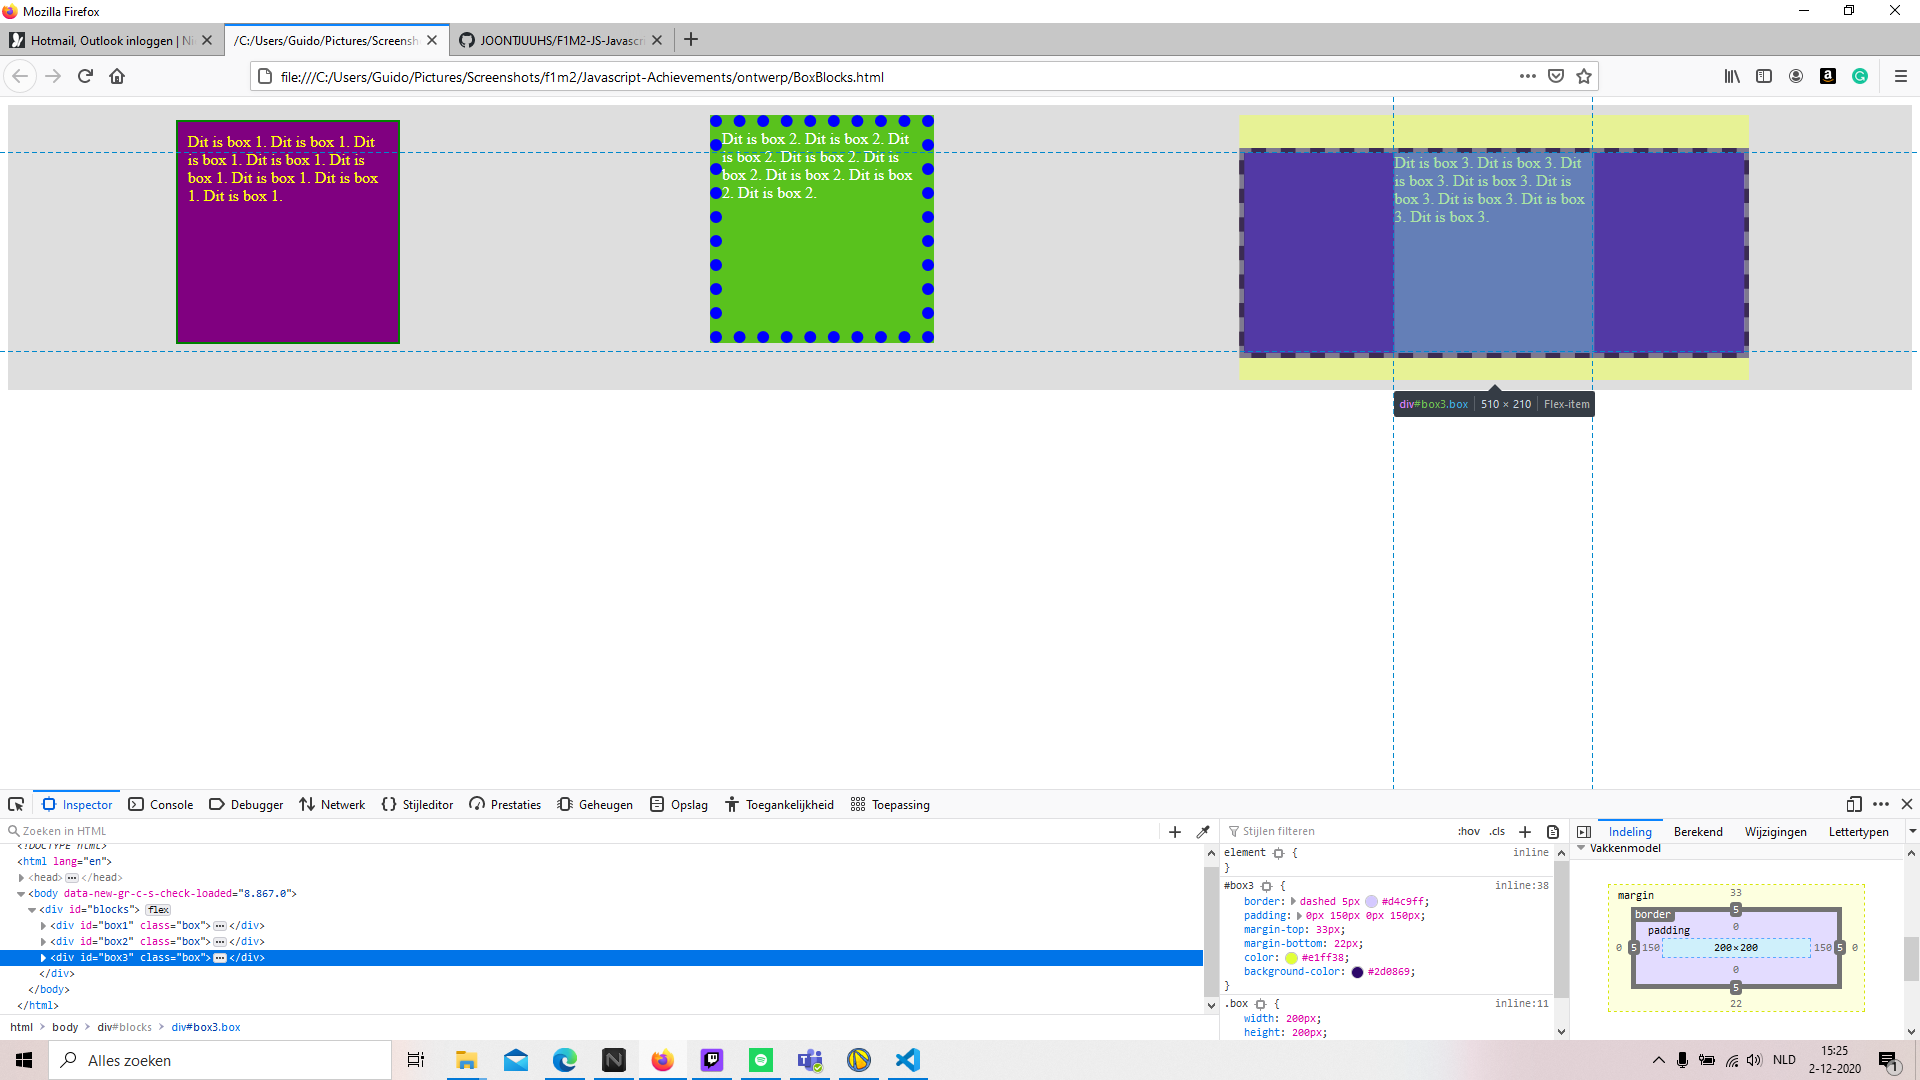 Mozilla Firefox
Hotmail, Outlook inloggen | Ni
/C:/Users/Guido/Pictures/Screensh
JOONTJUUHS/F1M2-JS-Javascri
file:///C:/Users/Guido/Pictures/Screenshots/f1m2/Javascript-Achievements/ontwerp/BoxBlocks.html
Dit is box 1. Dit is box 1. Dit
is box 1. Dit is box 1. Dit is
box 1. Dit is box 1. Dit is box
1. Dit is box 1.
Dit is box 2. Dit is box 2. Dit
is box 2. Dit is box 2. Dit is
box 2. Dit is box 2. Dit is box
2. Dit is box 2.
Dit is box 3. Dit is box 3. Dit
is box 3. Dit is box 3. Dit is
box 3. Dit is box 3. Dit is box
3. Dit is box 3.
div#box3.box 510 × 210 Flex-item
Inspector Console Debugger Netwerk Stijleditor Prestaties Geheugen Opslag Toegankelijkheid Toepassing
Zoeken in HTML
<!DOCTYPE html>
<html lang="en">
<head> </head>
<body data-new-gr-c-s-check-loaded="8.867.0">
<div id="blocks"> flex
<div id="box1" class="box"> </div>
<div id="box2" class="box"> </div>
<div id="box3" class="box"> </div>
</div>
</body>
</html>
html > body > div#blocks > div#box3.box
Stijlen filteren :hov .cls
element { inline
}
#box3 { inline:38
border: dashed 5px #d4c9ff;
padding: 0px 150px 0px 150px;
margin-top: 33px;
margin-bottom: 22px;
color: #e1ff38;
background-color: #2d0869;
}
.box { inline:11
width: 200px;
height: 200px;
Indeling Berekend Wijzigingen Lettertypen
Vakkenmodel
margin 33
border 5
padding 0
0 5 150 200×200 150 5 0
0
5
22
Alles zoeken
NLD
15:25
2-12-2020
1